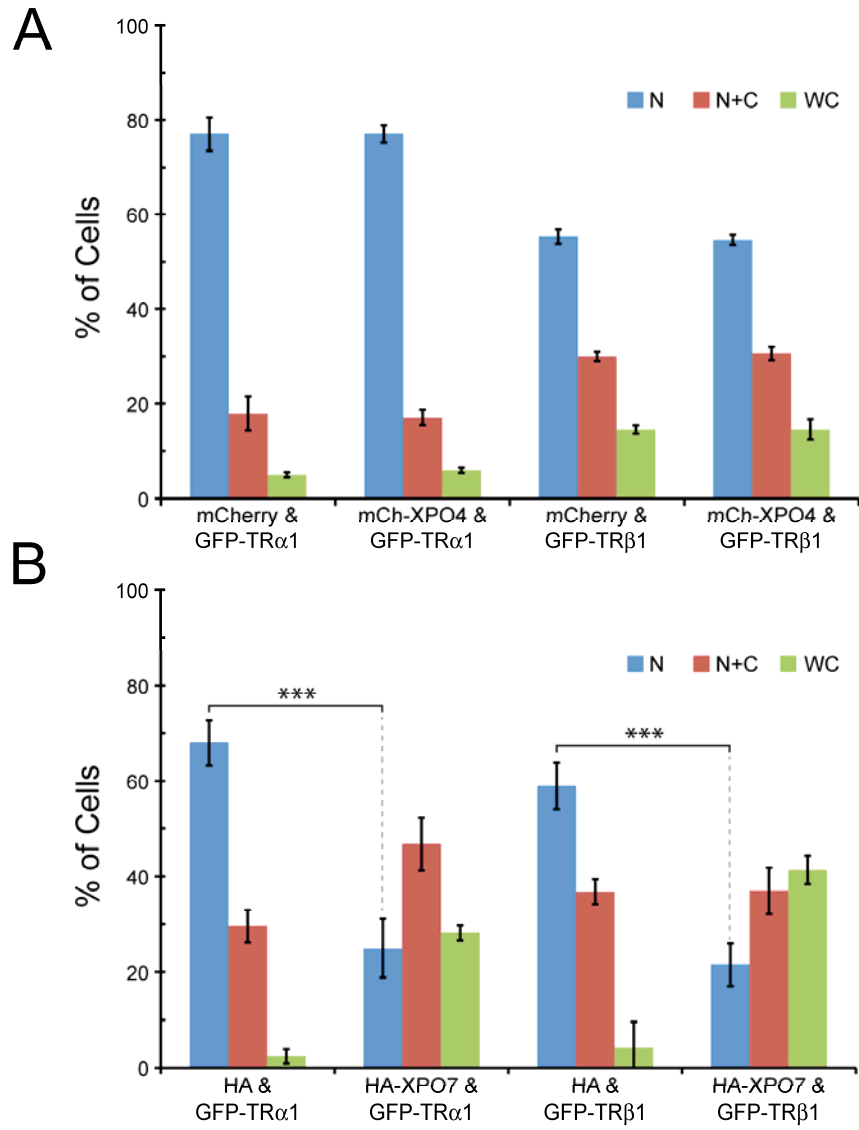 A
100
80
60
40
20
0
% of Cells
N N+C WC
mCherry & mCh-XPO4 & mCherry & mCh-XPO4 &
GFP-TRα1 GFP-TRα1 GFP-TRβ1 GFP-TRβ1
B
100
80
60
40
20
0
% of Cells
N N+C WC
*** ***
HA & HA-XPO7 & HA & HA-XPO7 &
GFP-TRα1 GFP-TRα1 GFP-TRβ1 GFP-TRβ1